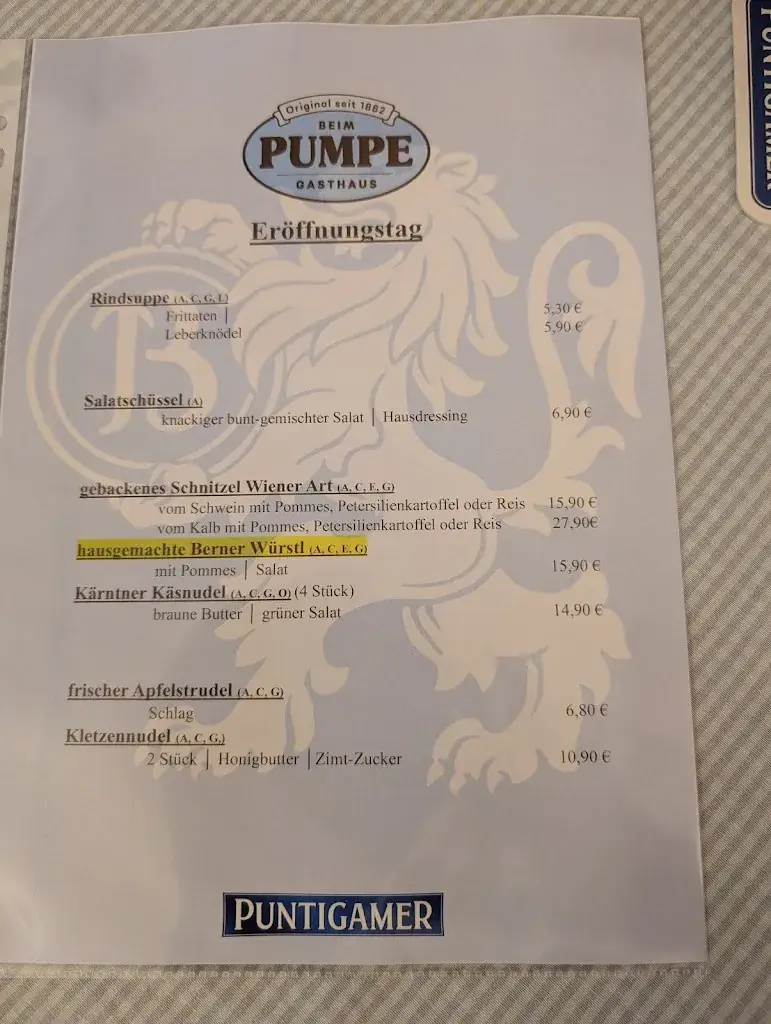 Original seit 1882
BEIM
PUMPE
GASTHAUS
Eröffnungstag
Rindsuppe (A, C, G, L)
Frittaten | 5,30 €
Leberknödel 5,90 €
Salatschüssel (A)
knackiger bunt-gemischter Salat | Hausdressing 6,90 €
gebackenes Schnitzel Wiener Art (A, C, E, G)
vom Schwein mit Pommes, Petersilienkartoffel oder Reis 15,90 €
vom Kalb mit Pommes, Petersilienkartoffel oder Reis 27,90€
hausgemachte Berner Würstl (A, C, E, G)
mit Pommes | Salat 15,90 €
Kärntner Käsnudel (A, C, G, O) (4 Stück)
braune Butter | grüner Salat 14,90 €
frischer Apfelstrudel (A, C, G)
Schlag 6,80 €
Kletzennudel (A, C, G,)
2 Stück | Honigbutter | Zimt-Zucker 10,90 €
PUNTIGAMER
PUNTIGAMER